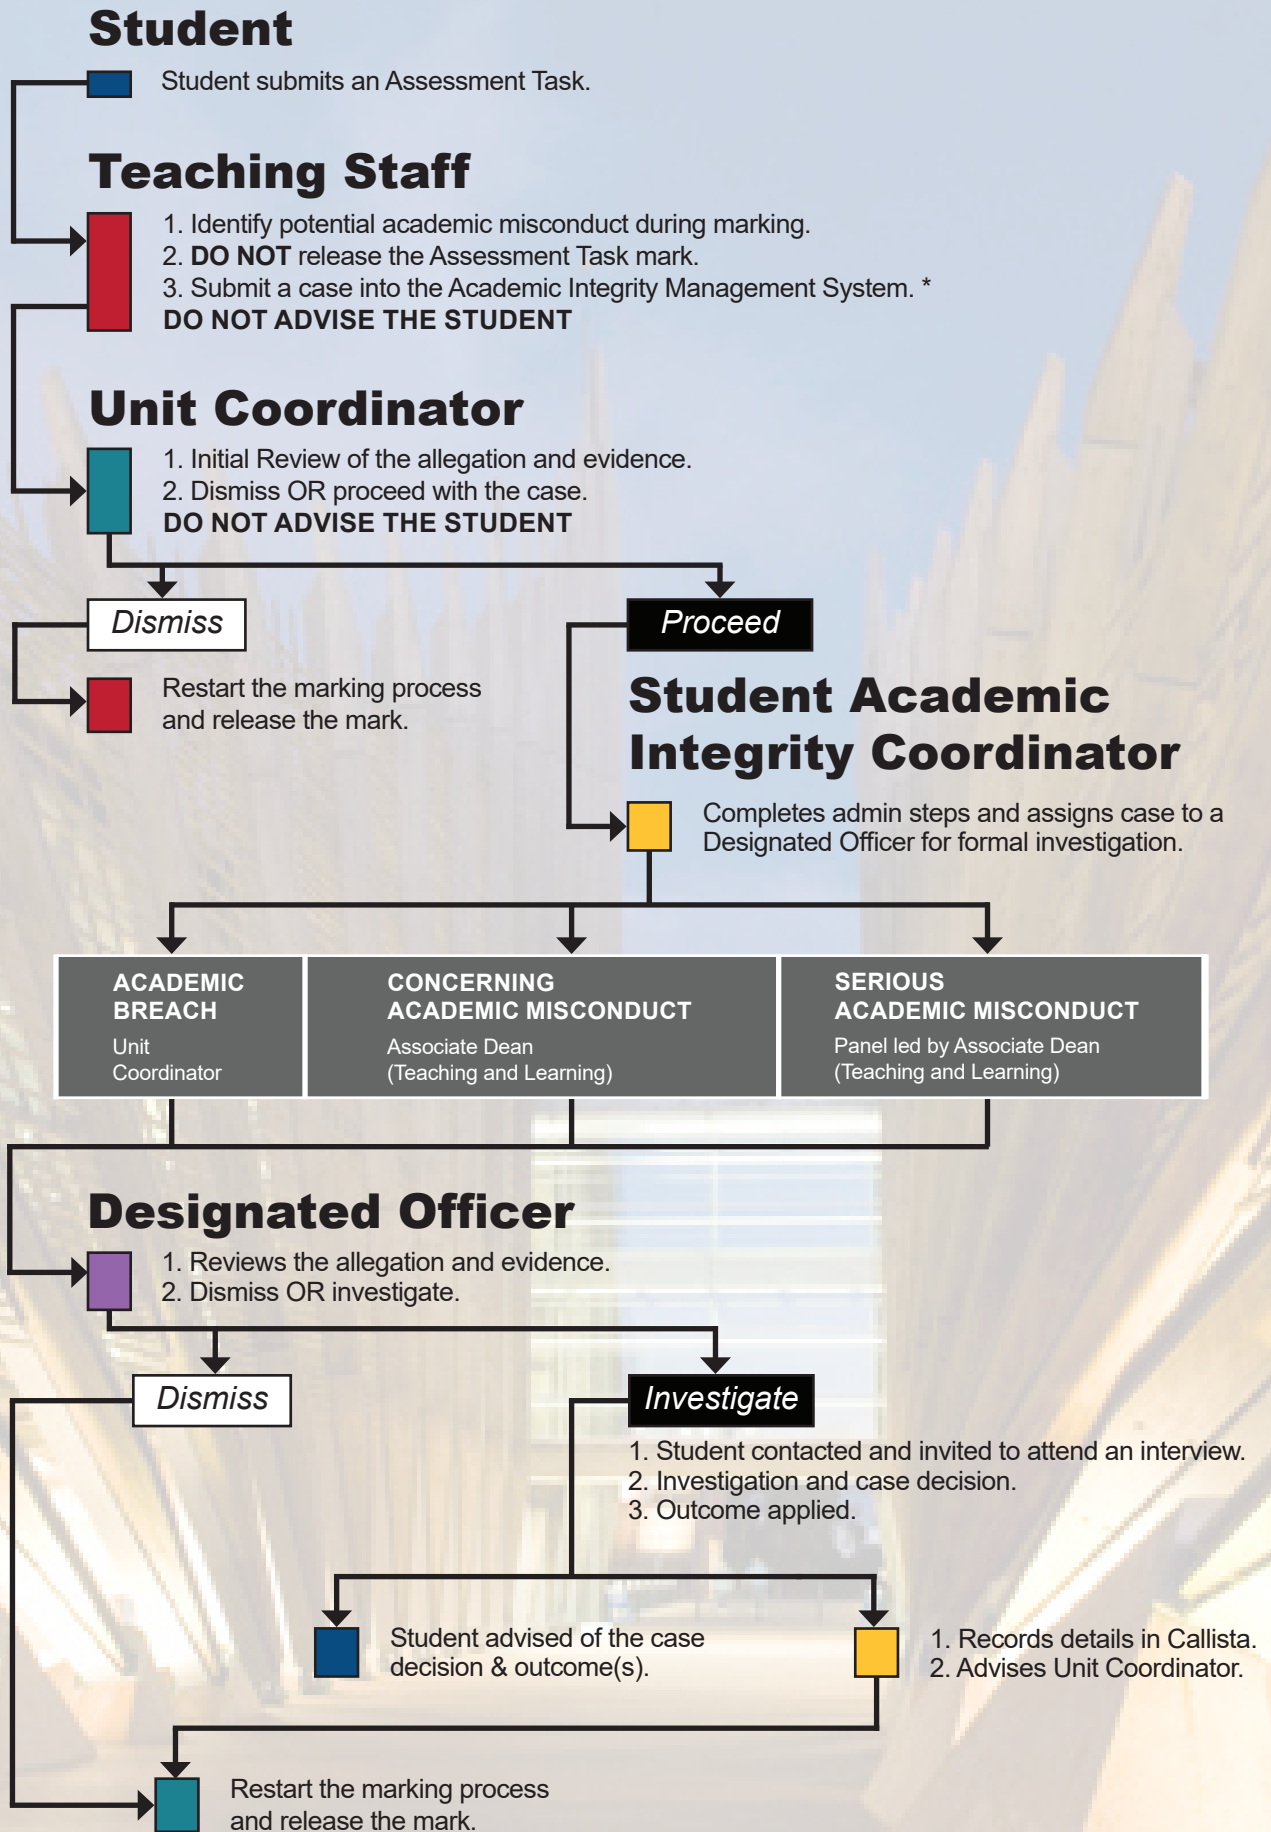 Student
Student submits an Assessment Task.
Teaching Staff
1. Identify potential academic misconduct during marking.
2. DO NOT release the Assessment Task mark.
3. Submit a case into the Academic Integrity Management System. *
DO NOT ADVISE THE STUDENT
Unit Coordinator
1. Initial Review of the allegation and evidence.
2. Dismiss OR proceed with the case.
DO NOT ADVISE THE STUDENT
Dismiss
Proceed
Restart the marking process
and release the mark.
Student Academic
Integrity Coordinator
Completes admin steps and assigns case to a
Designated Officer for formal investigation.
ACADEMIC
BREACH
Unit
Coordinator
CONCERNING
ACADEMIC MISCONDUCT
Associate Dean
(Teaching and Learning)
SERIOUS
ACADEMIC MISCONDUCT
Panel led by Associate Dean
(Teaching and Learning)
Designated Officer
1. Reviews the allegation and evidence.
2. Dismiss OR investigate.
Dismiss
Investigate
1. Student contacted and invited to attend an interview.
2. Investigation and case decision.
3. Outcome applied.
Student advised of the case
decision & outcome(s).
1. Records details in Callista.
2. Advises Unit Coordinator.
Restart the marking process
and release the mark.